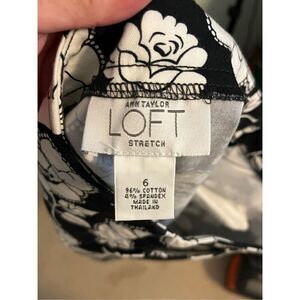 ANN TAYLOR
LOFT
STRETCH
6
96% COTTON
4% SPANDEX
MADE IN
THAILAND